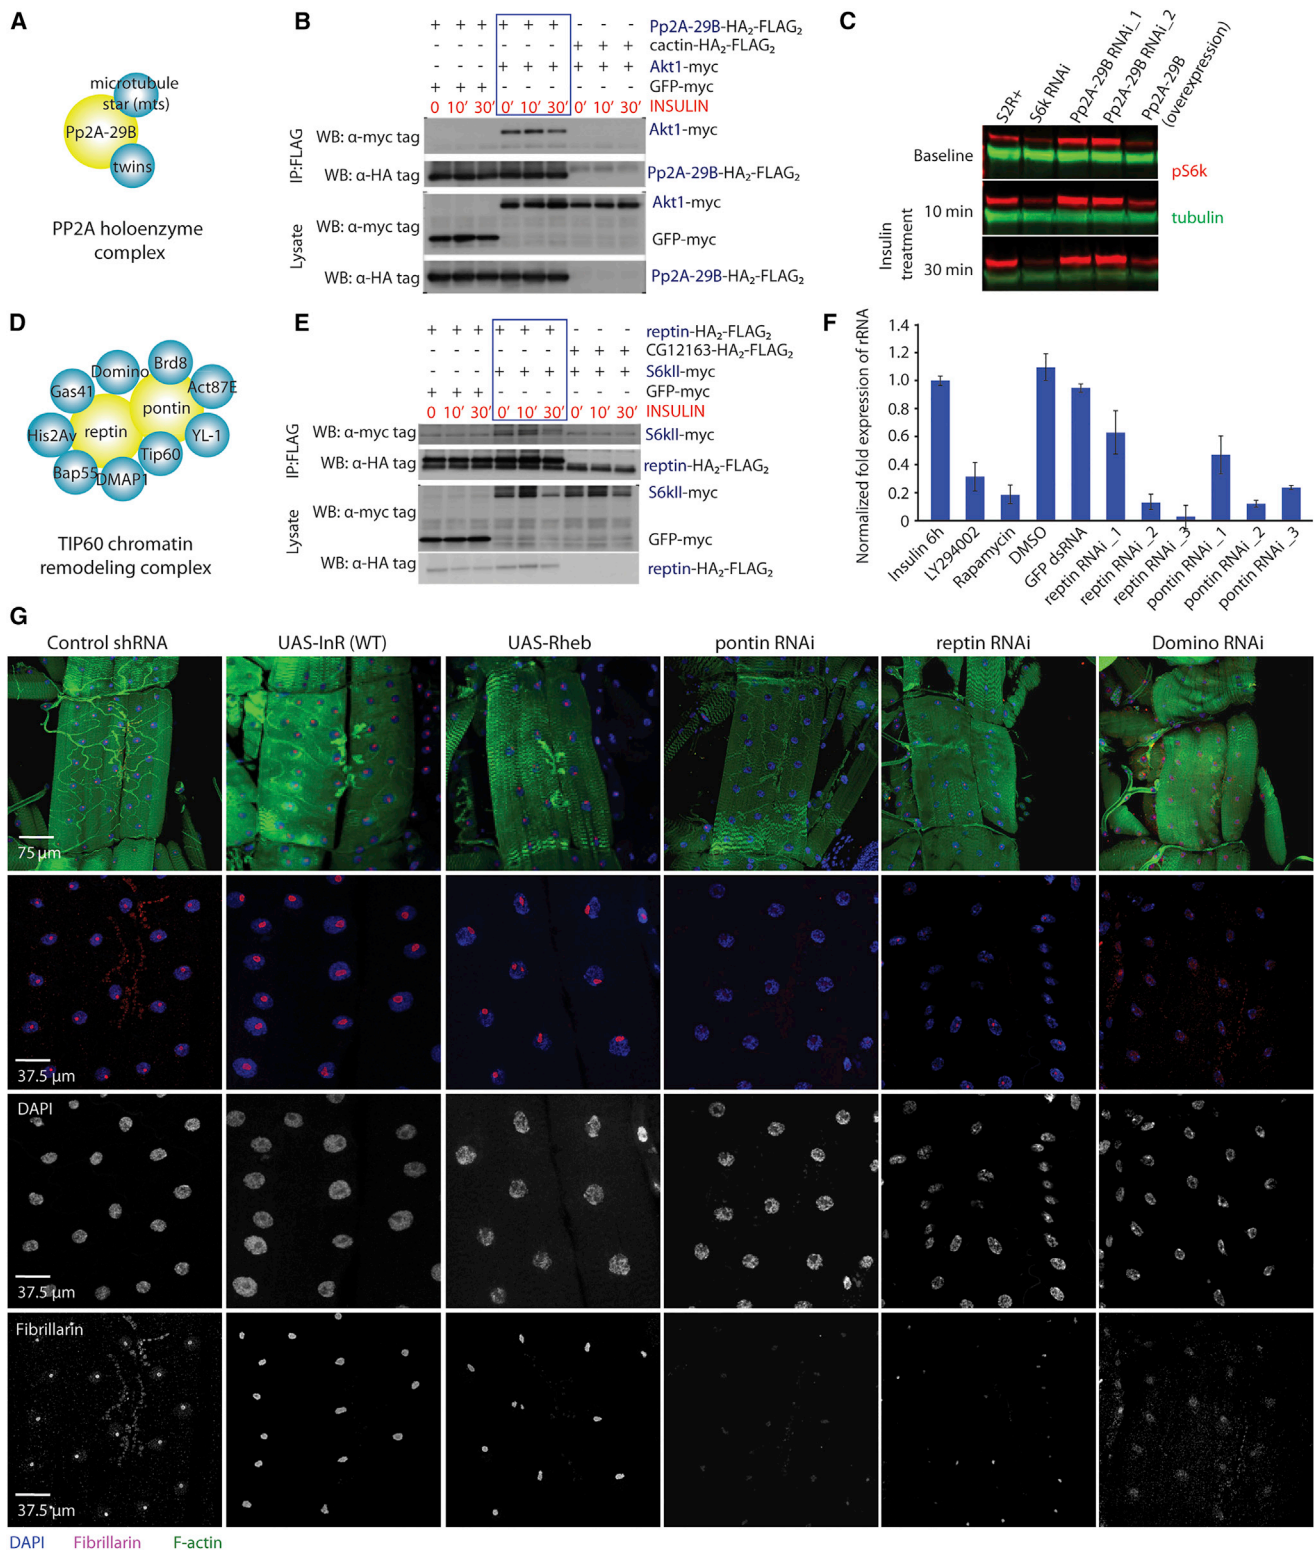 A
microtubule
star (mts)
Pp2A-29B
twins
PP2A holoenzyme
complex
B
+ + + + + + - - - Pp2A-29B-HA₂-FLAG₂
- - - - - - + + + cactin-HA₂-FLAG₂
- - - + + + + + + Akt1-myc
+ + + - - - - - - GFP-myc
0 10’ 30’ 0’ 10’ 30’ 0’ 10’ 30’ INSULIN
IP:FLAG
WB: α-myc tag Akt1-myc
WB: α-HA tag Pp2A-29B-HA₂-FLAG₂
Lysate
Akt1-myc
WB: α-myc tag
GFP-myc
WB: α-HA tag Pp2A-29B-HA₂-FLAG₂
C
S2R+
S6k RNAi
Pp2A-29B RNAi_1
Pp2A-29B RNAi_2
Pp2A-29B
(overexpression)
Baseline
pS6k
Insulin
treatment
10 min
tubulin
30 min
D
Domino
Brd8
Gas41
Act87E
pontin
His2Av
reptin
YL-1
Tip60
Bap55
DMAP1
TIP60 chromatin
remodeling complex
E
+ + + + + + - - - reptin-HA₂-FLAG₂
- - - - - - + + + CG12163-HA₂-FLAG₂
- - - + + + + + + S6kII-myc
+ + + - - - - - - GFP-myc
0 10’ 30’ 0’ 10’ 30’ 0’ 10’ 30’ INSULIN
IP:FLAG
WB: α-myc tag S6kII-myc
WB: α-HA tag reptin-HA₂-FLAG₂
Lysate
S6kII-myc
WB: α-myc tag
GFP-myc
WB: α-HA tag reptin-HA₂-FLAG₂
F
Normalized fold expression of rRNA
1.4
1.2
1.0
0.8
0.6
0.4
0.2
0
Insulin 6h
LY294002
Rapamycin
DMSO
GFP dsRNA
reptin RNAi_1
reptin RNAi_2
reptin RNAi_3
pontin RNAi_1
pontin RNAi_2
pontin RNAi_3
G
Control shRNA
UAS-InR (WT)
UAS-Rheb
pontin RNAi
reptin RNAi
Domino RNAi
75 µm
37.5 µm
DAPI
37.5 µm
Fibrillarin
37.5 µm
DAPI Fibrillarin F-actin